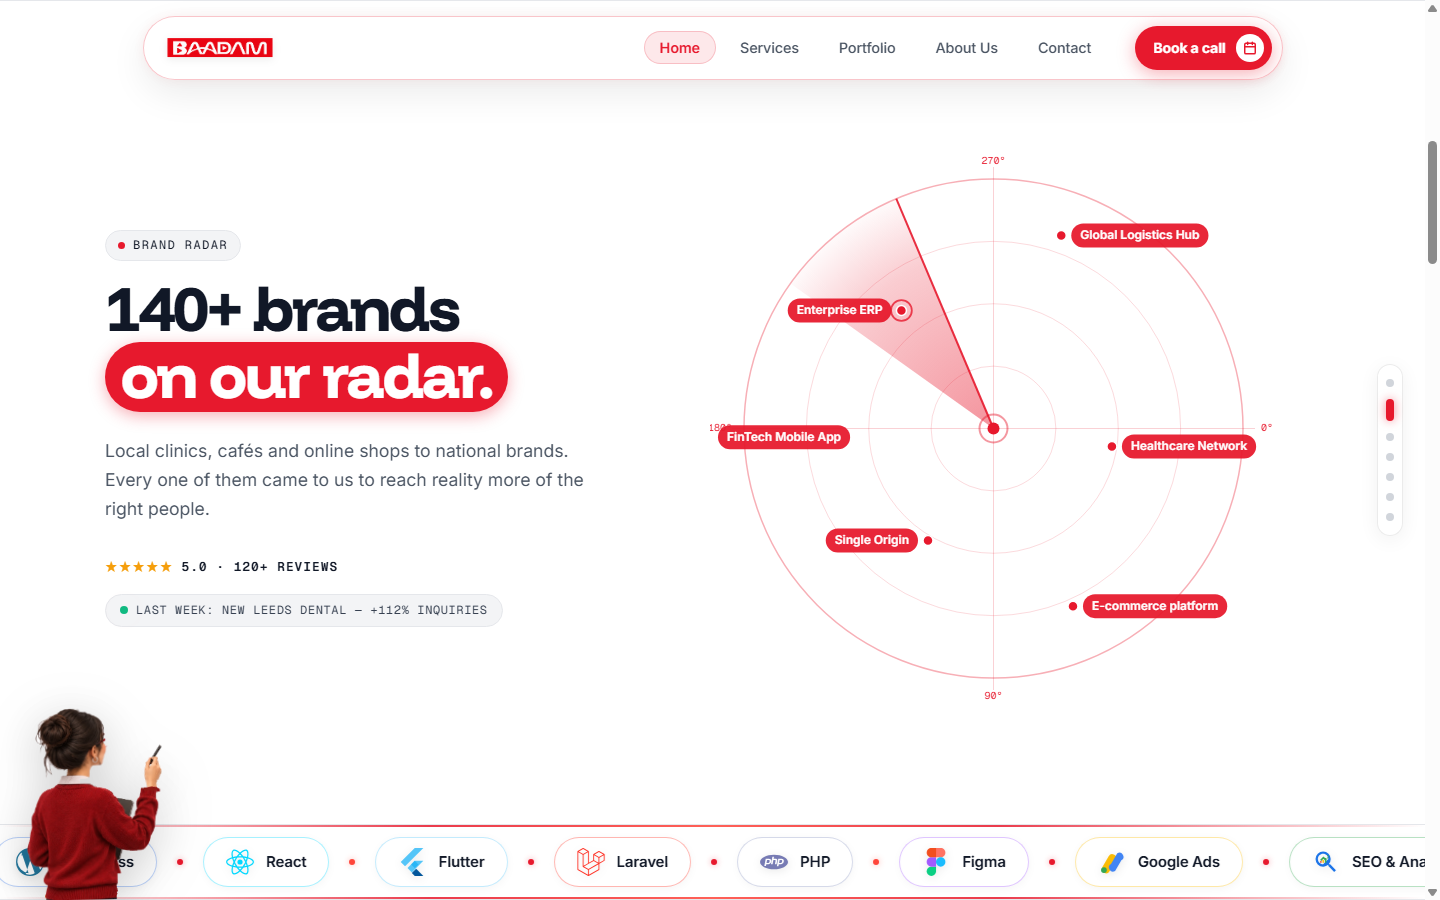 BAADAM
Home
Services
Portfolio
About Us
Contact
Book a call
BRAND RADAR
140+ brands
on our radar.
Local clinics, cafés and online shops to national brands.
Every one of them came to us to reach reality more of the
right people.
★★★★★ 5.0 · 120+ REVIEWS
LAST WEEK: NEW LEEDS DENTAL — +112% INQUIRIES
270°
Global Logistics Hub
Enterprise ERP
FinTech Mobile App
0°
Healthcare Network
Single Origin
E-commerce platform
90°
React
Flutter
Laravel
php
PHP
Figma
Google Ads
SEO & Ana